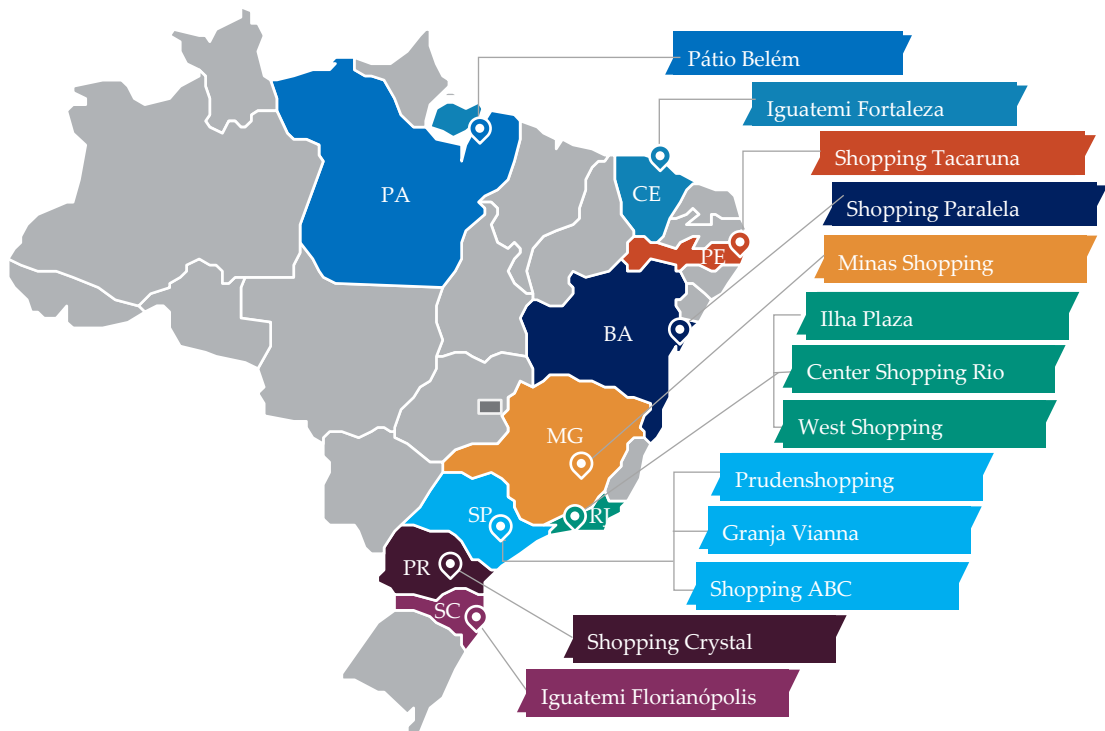 Pátio Belém
Iguatemi Fortaleza
Shopping Tacaruna
Shopping Paralela
Minas Shopping
Ilha Plaza
Center Shopping Rio
West Shopping
Prudenshopping
Granja Vianna
Shopping ABC
Shopping Crystal
Iguatemi Florianópolis
PA
CE
PE
BA
MG
SP
RJ
PR
SC